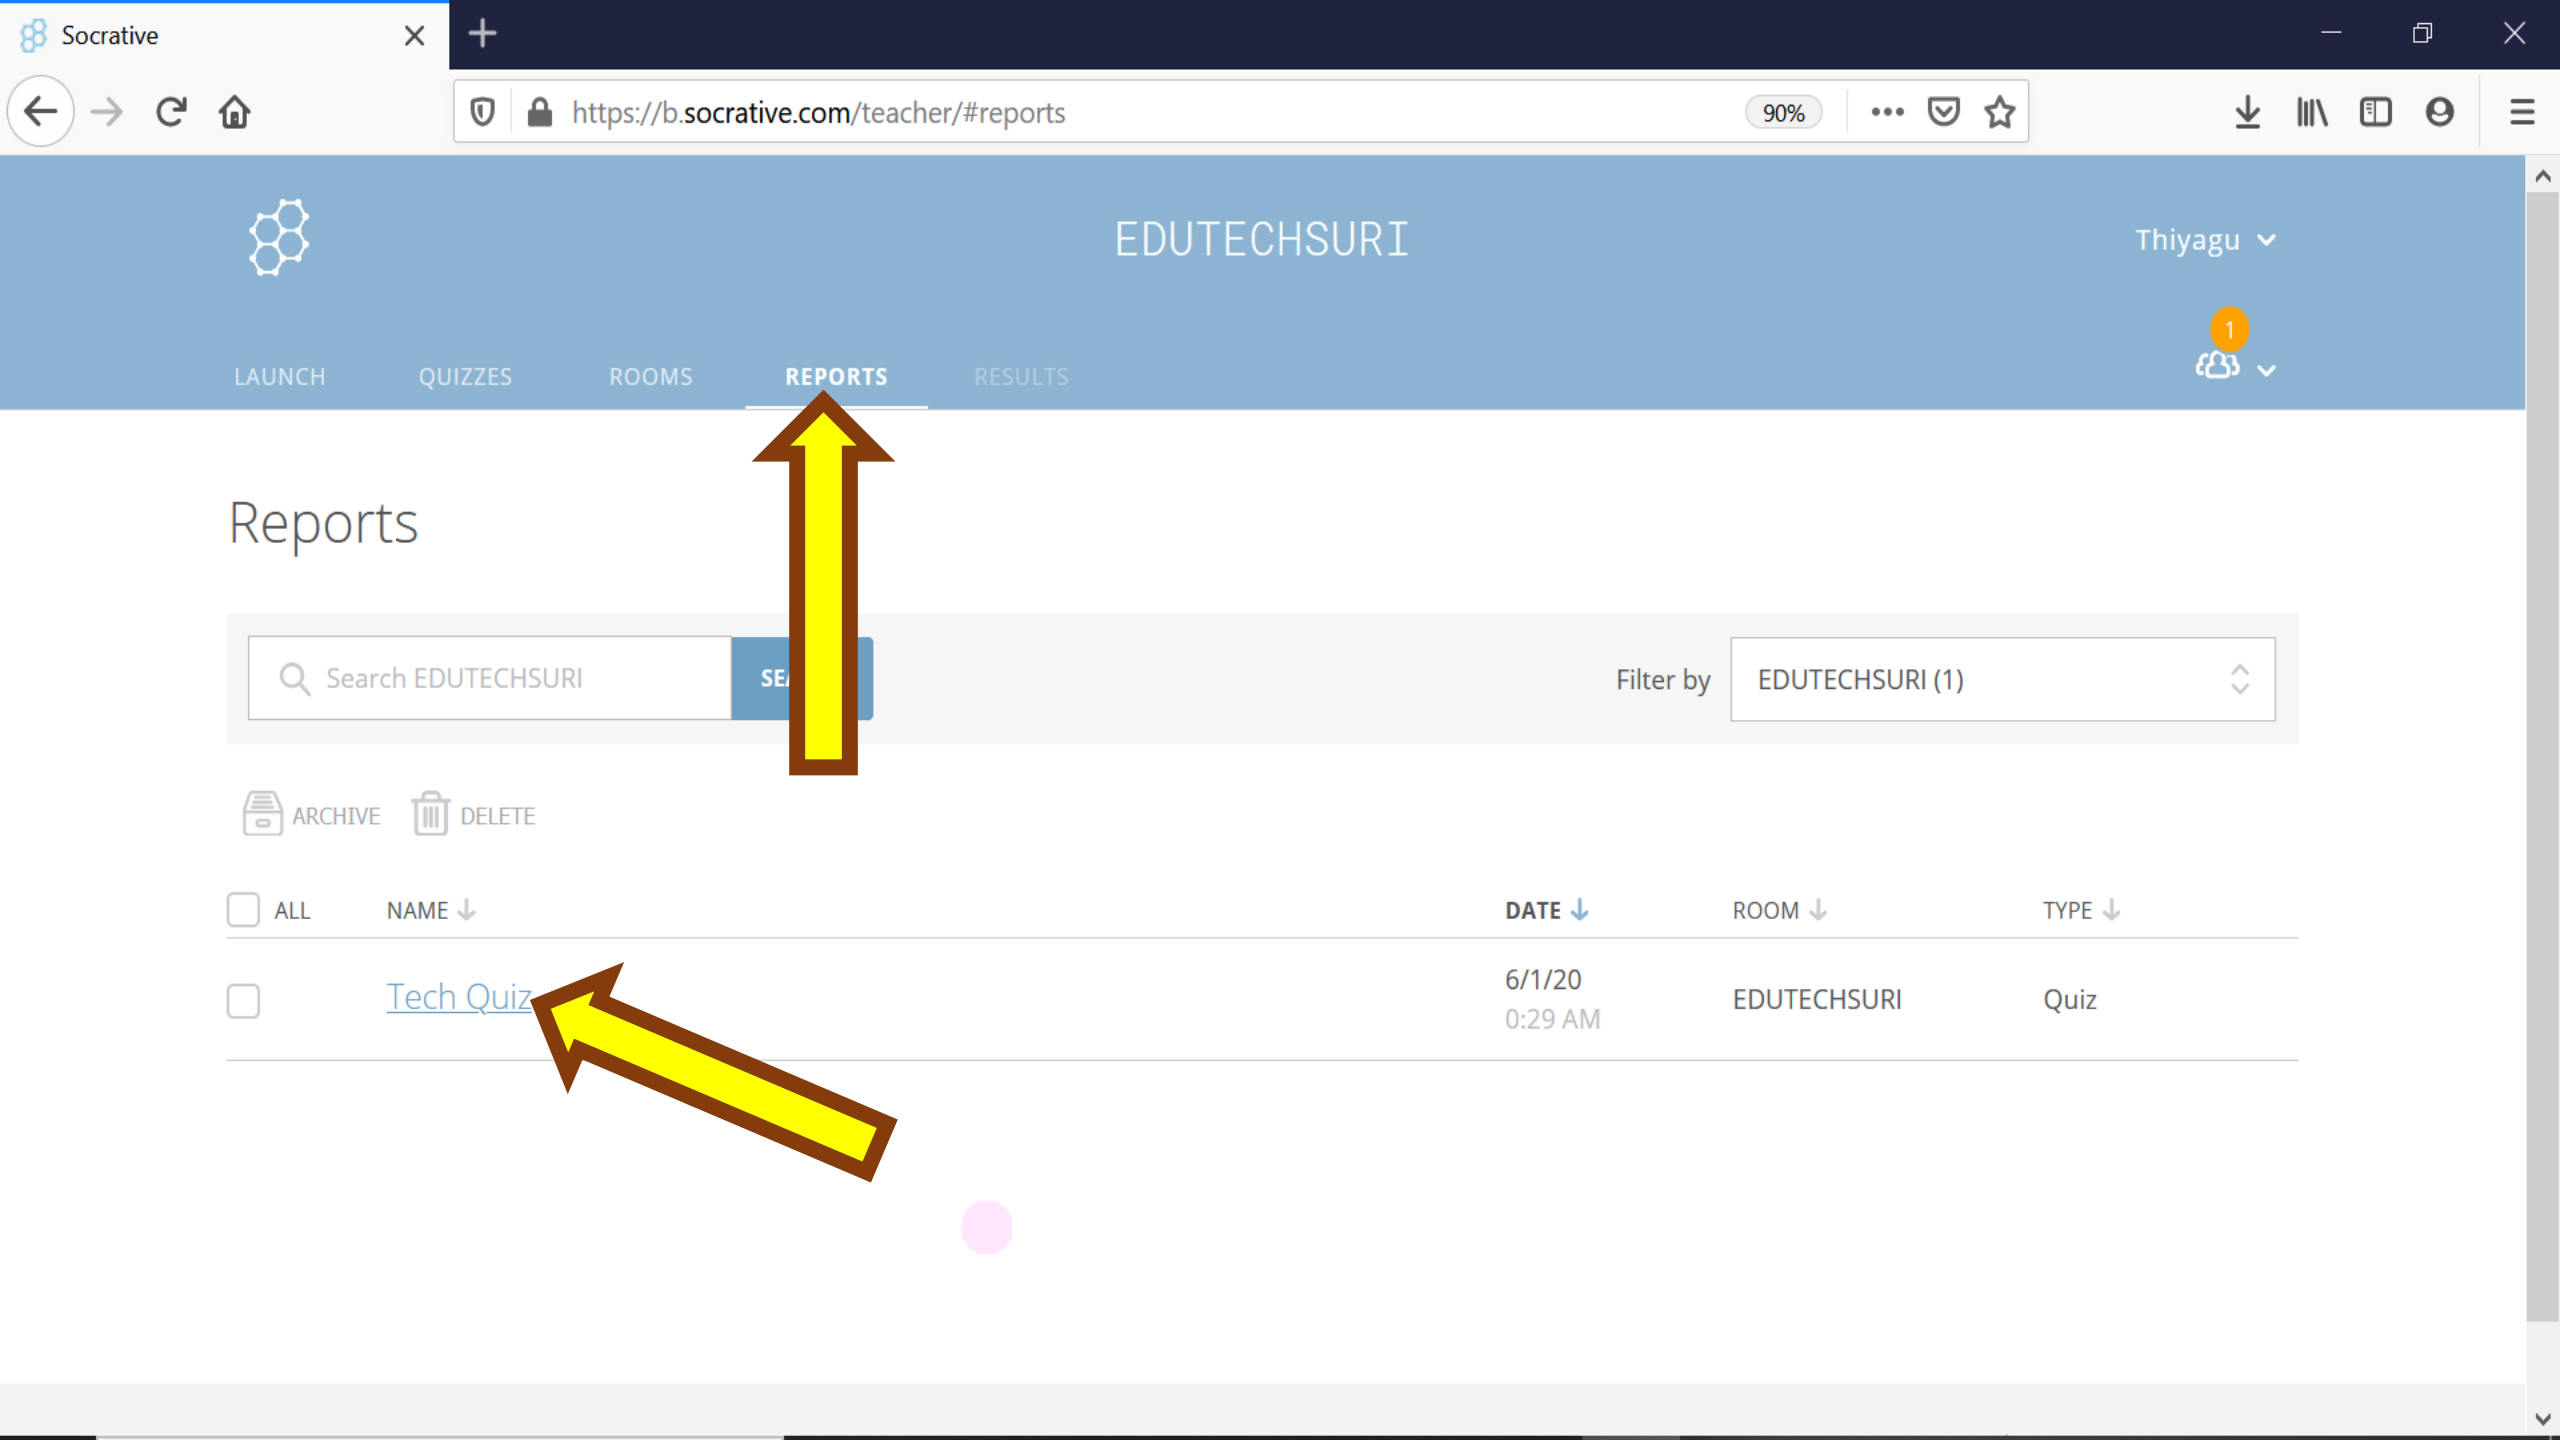 Socrative
https://b.socrative.com/teacher/#reports
90%
EDUTECHSURI
Thiyagu
1
LAUNCH QUIZZES ROOMS REPORTS RESULTS
Reports
Search EDUTECHSURI
Filter by EDUTECHSURI (1)
ARCHIVE DELETE
ALL NAME DATE ROOM TYPE
Tech Quiz 6/1/20 EDUTECHSURI Quiz
0:29 AM